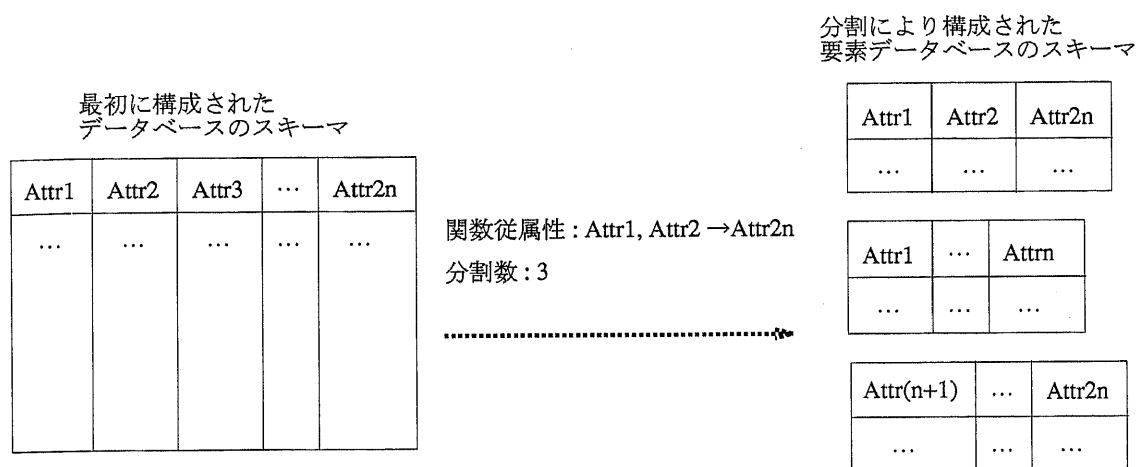 最初に構成された
データベースのスキーマ
Attr1 Attr2 Attr3 … Attr2n
… … … … …
関数従属性 : Attr1, Attr2 →Attr2n
分割数 : 3
分割により構成された
要素データベースのスキーマ
Attr1 Attr2 Attr2n
… … …
Attr1 … Attrn
… … …
Attr(n+1) … Attr2n
… … …